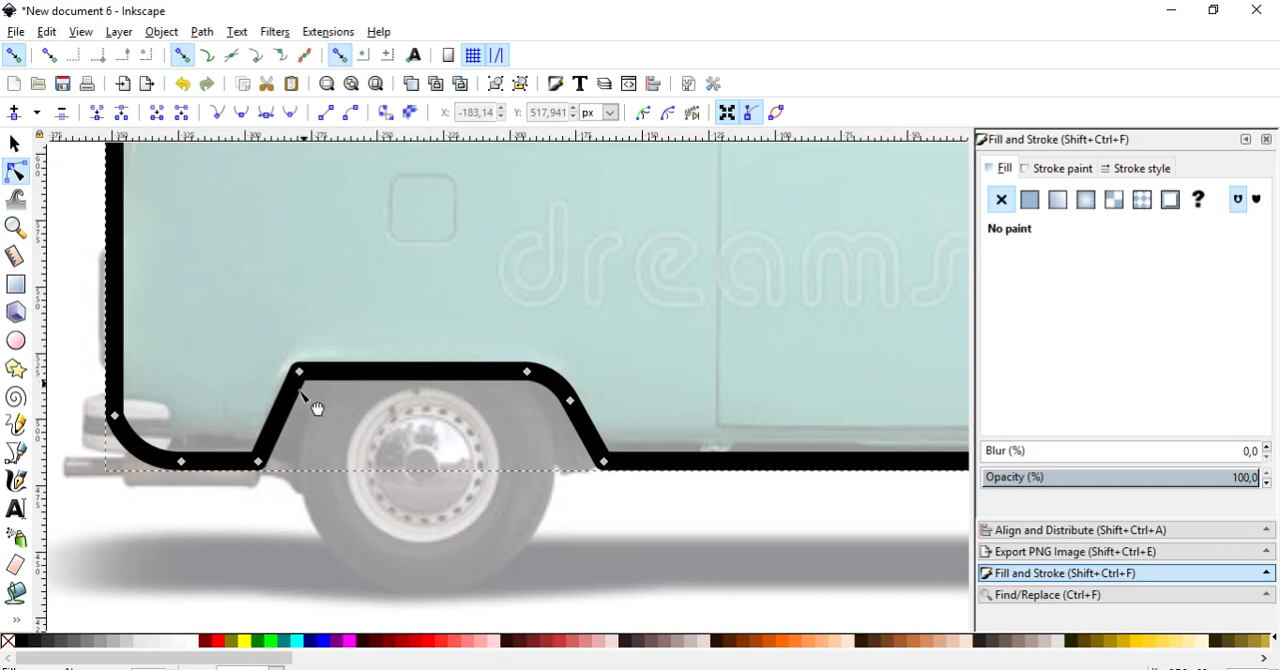 *New document 6 - Inkscape
File Edit View Layer Object Path Text Filters Extensions Help
X: -183,14 Y: 517,941 px
Fill and Stroke (Shift+Ctrl+F)
Fill Stroke paint Stroke style
No paint
dreams
Blur (%) 0,0
Opacity (%) 100,0
Align and Distribute (Shift+Ctrl+A)
Export PNG Image (Shift+Ctrl+E)
Fill and Stroke (Shift+Ctrl+F)
Find/Replace (Ctrl+F)